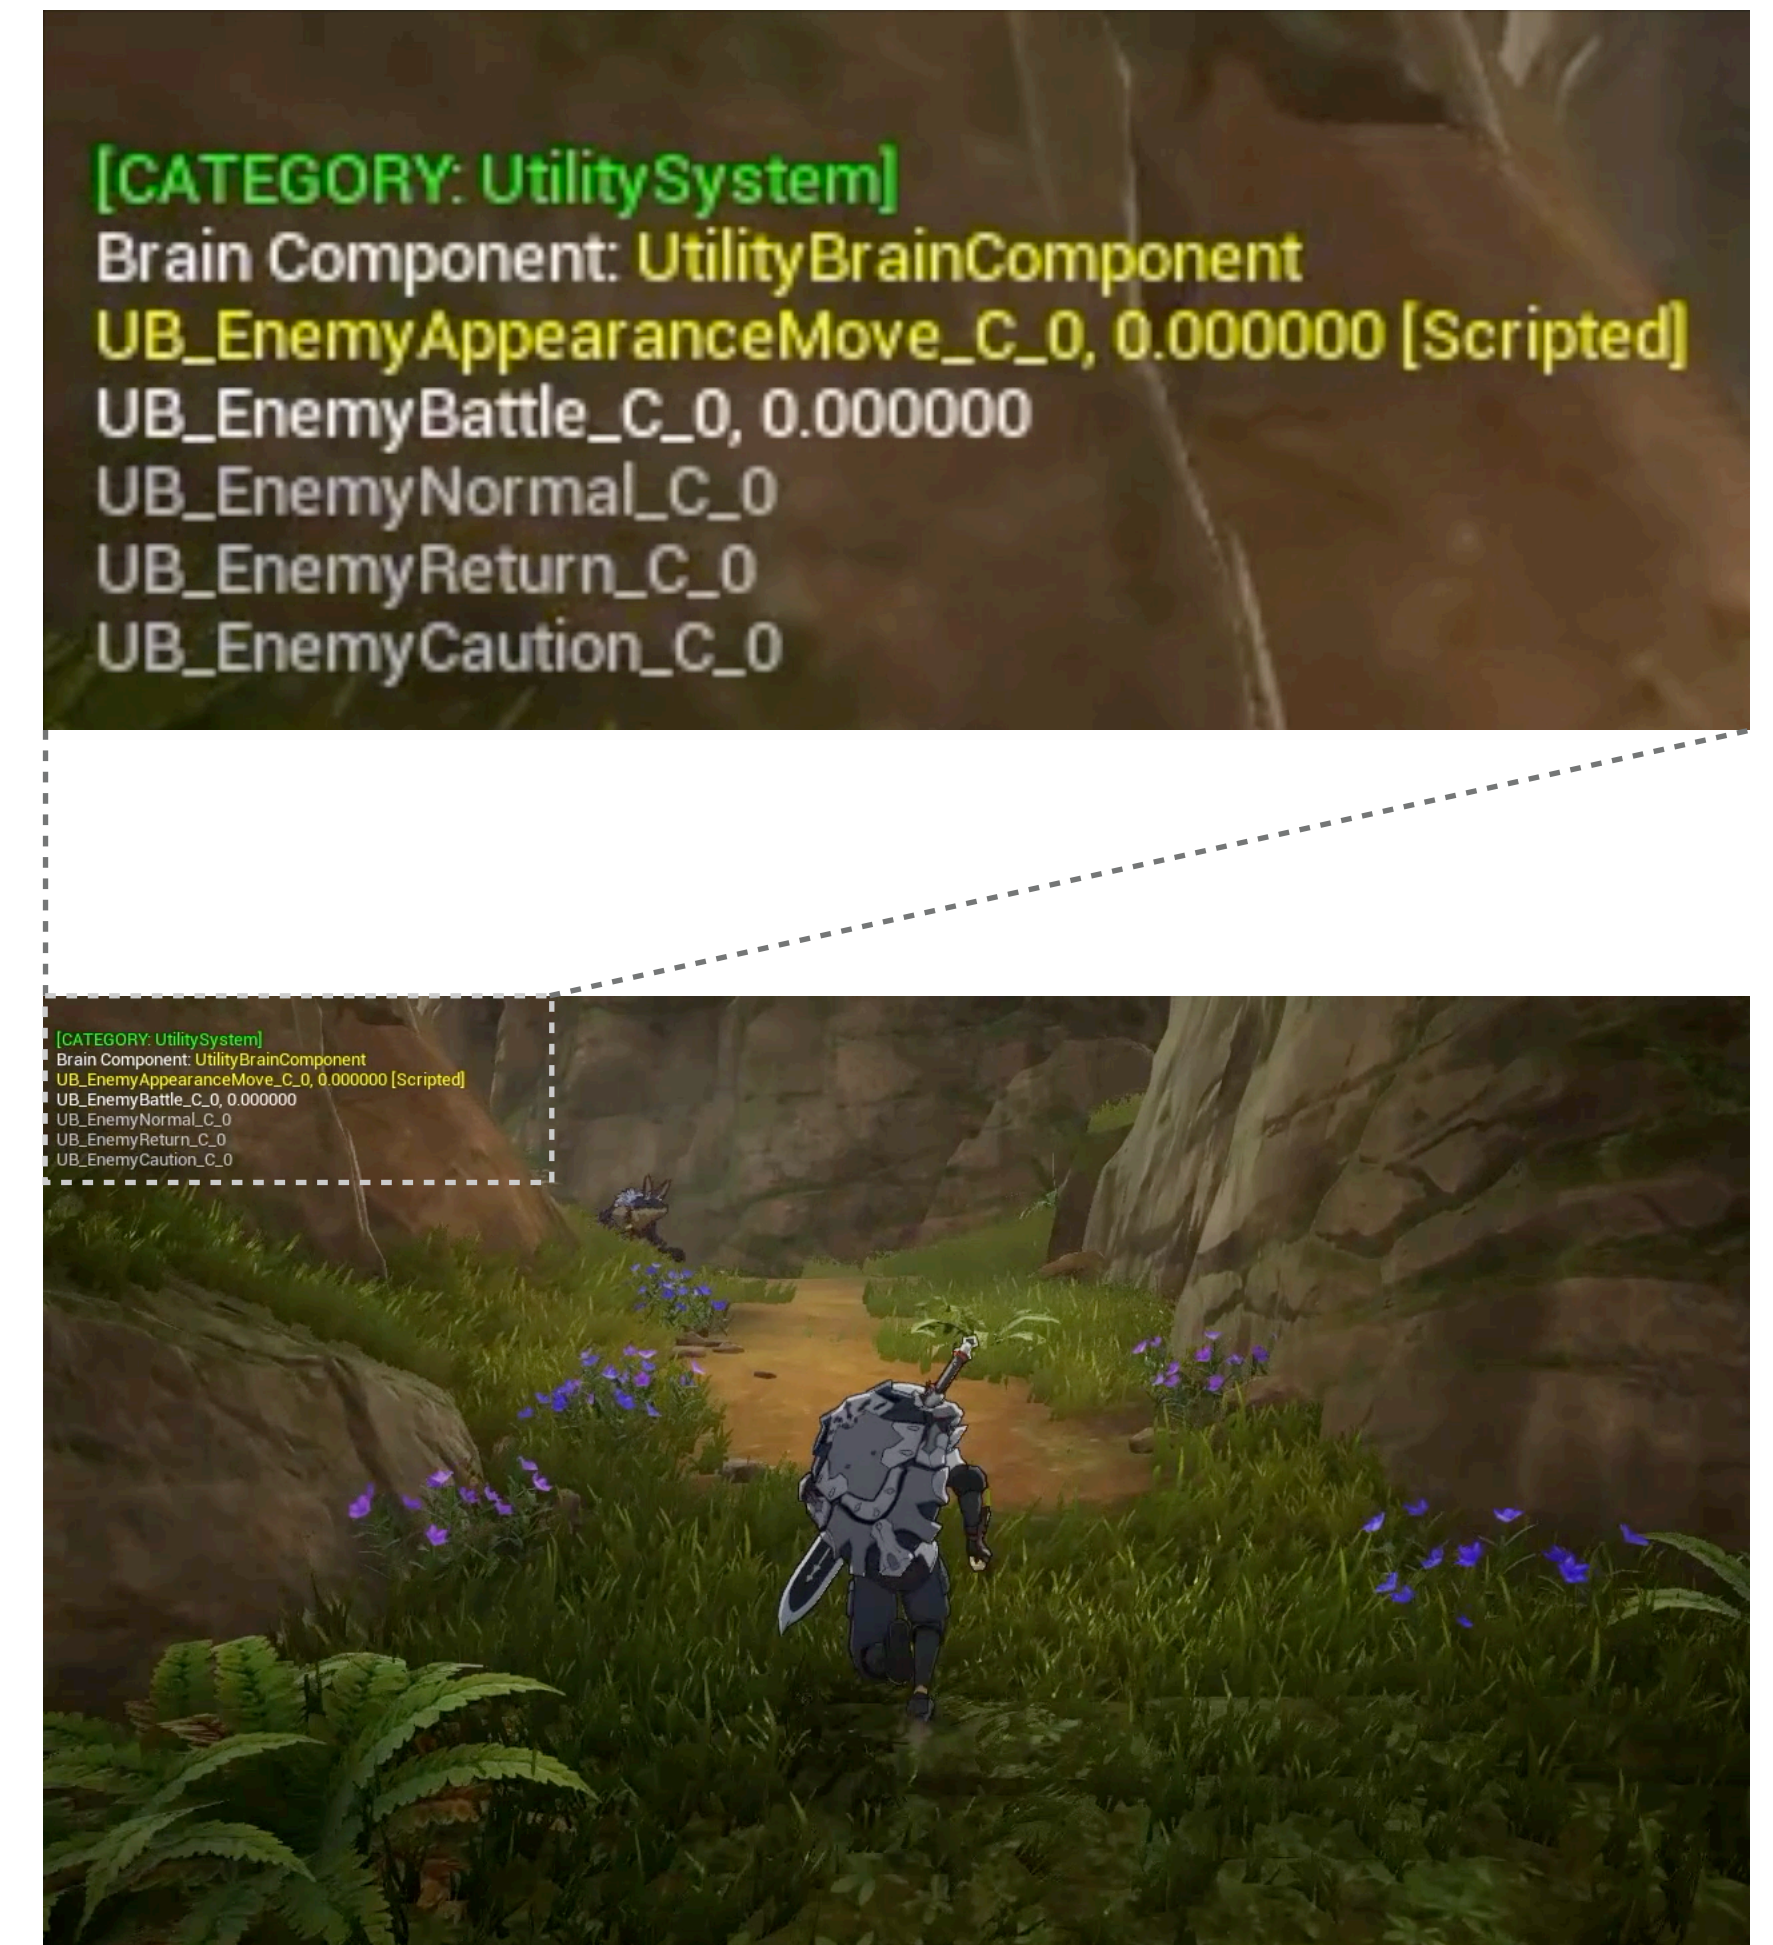 [CATEGORY: UtilitySystem]
Brain Component: UtilityBrainComponent
UB_EnemyAppearanceMove_C_0, 0.000000 [Scripted]
UB_EnemyBattle_C_0, 0.000000
UB_EnemyNormal_C_0
UB_EnemyReturn_C_0
UB_EnemyCaution_C_0
[CATEGORY: UtilitySystem]
Brain Component: UtilityBrainComponent
UB_EnemyAppearanceMove_C_0, 0.000000 [Scripted]
UB_EnemyBattle_C_0, 0.000000
UB_EnemyNormal_C_0
UB_EnemyReturn_C_0
UB_EnemyCaution_C_0